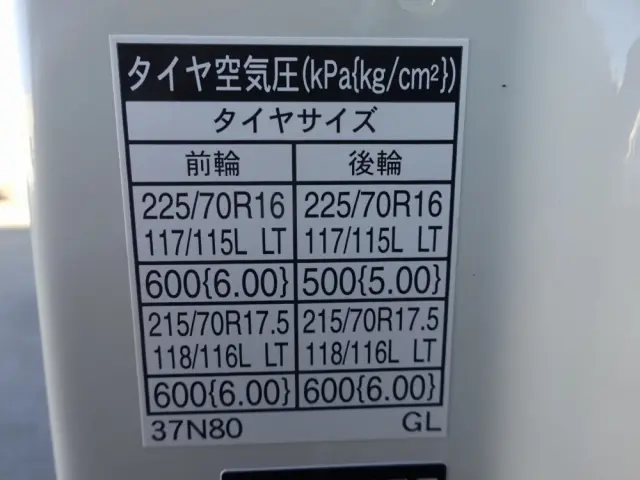 タイヤ空気圧(kPa{kg/cm²})
タイヤサイズ
前輪 後輪
225/70R16 225/70R16
117/115L LT 117/115L LT
600{6.00} 500{5.00}
215/70R17.5 215/70R17.5
118/116L LT 118/116L LT
600{6.00} 600{6.00}
37N80 GL